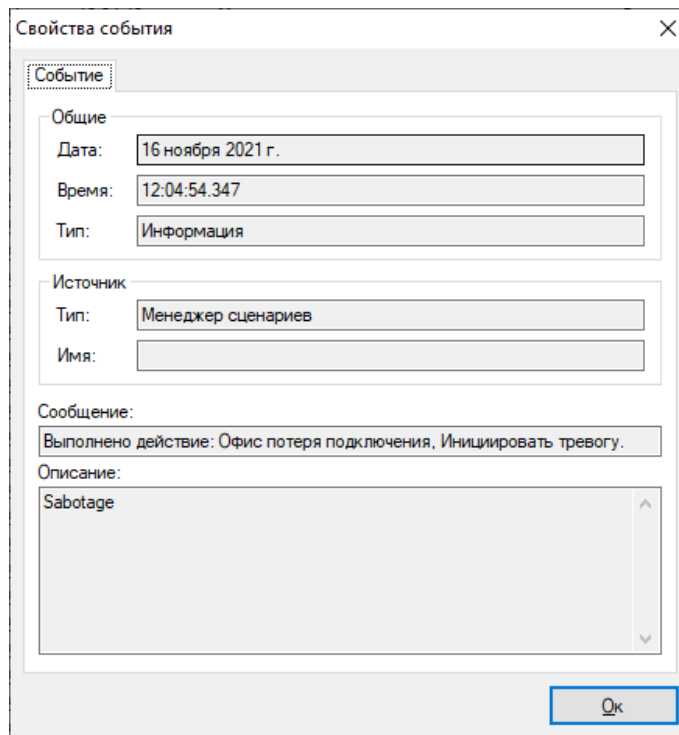 Свойства события
Событие
Общие
Дата: 16 ноября 2021 г.
Время: 12:04:54.347
Тип: Информация
Источник
Тип: Менеджер сценариев
Имя:
Сообщение:
Выполнено действие: Офис потеря подключения, Инициировать тревогу.
Описание:
Sabotage
Ок